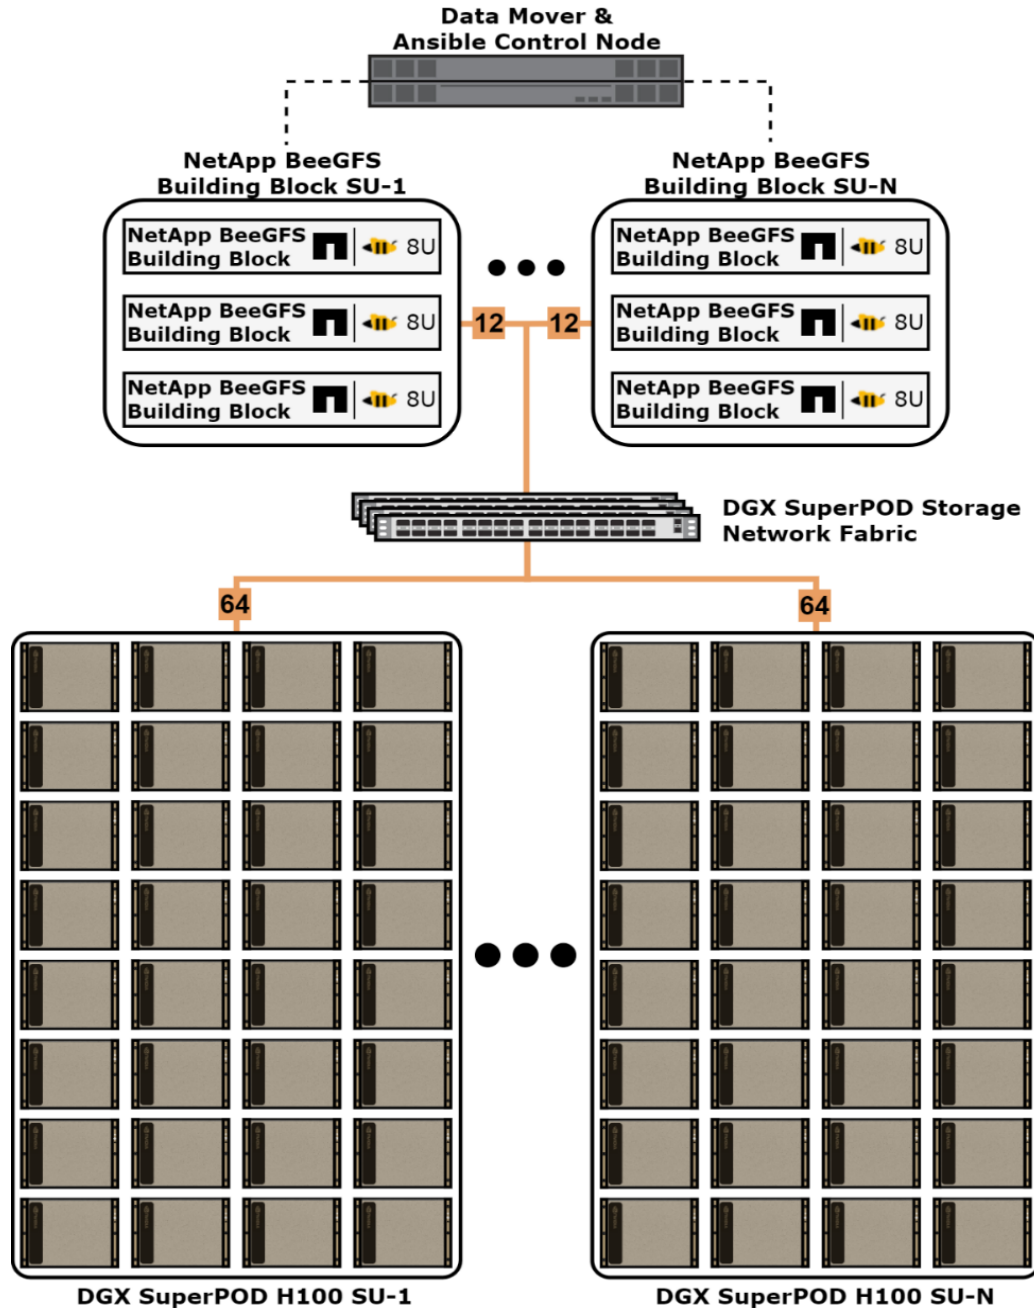 Data Mover &
Ansible Control Node
NetApp BeeGFS
Building Block SU-1
NetApp BeeGFS
Building Block SU-N
NetApp BeeGFS
Building Block
8U
NetApp BeeGFS
Building Block
8U
NetApp BeeGFS
Building Block
8U
NetApp BeeGFS
Building Block
8U
NetApp BeeGFS
Building Block
8U
NetApp BeeGFS
Building Block
8U
12
12
DGX SuperPOD Storage
Network Fabric
64
64
DGX SuperPOD H100 SU-1
DGX SuperPOD H100 SU-N